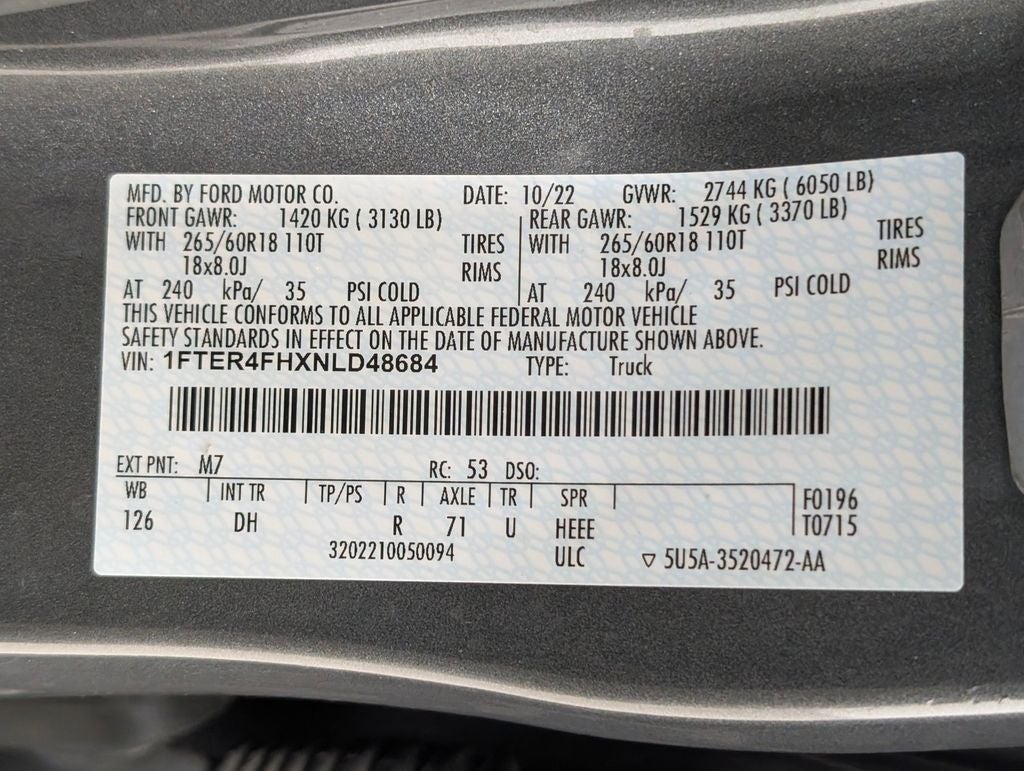 MFD. BY FORD MOTOR CO. DATE: 10/22 GVWR: 2744 KG ( 6050 LB)
FRONT GAWR: 1420 KG ( 3130 LB) REAR GAWR: 1529 KG ( 3370 LB)
WITH 265/60R18 110T TIRES WITH 265/60R18 110T TIRES
18x8.0J RIMS 18x8.0J RIMS
AT 240 kPa/ 35 PSI COLD AT 240 kPa/ 35 PSI COLD
THIS VEHICLE CONFORMS TO ALL APPLICABLE FEDERAL MOTOR VEHICLE
SAFETY STANDARDS IN EFFECT ON THE DATE OF MANUFACTURE SHOWN ABOVE.
VIN: 1FTER4FHXNLD48684 TYPE: Truck
EXT PNT: M7 RC: 53 DSO:
WB INT TR TP/PS R AXLE TR SPR F0196
126 DH R 71 U HEEE T0715
3202210050094 ULC ▽ 5U5A-3520472-AA